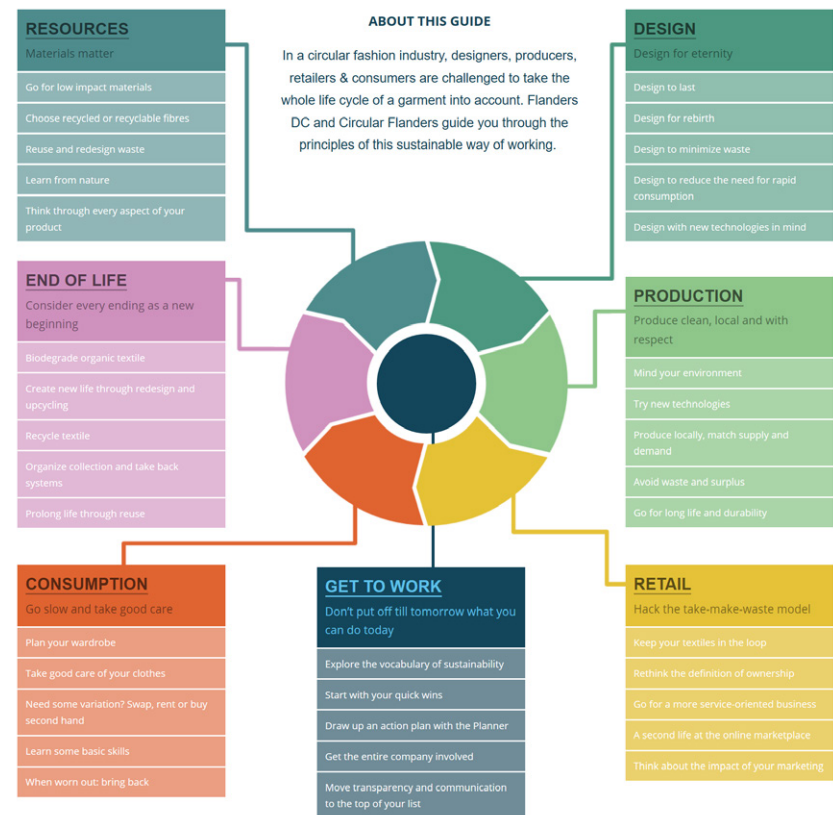 ABOUT THIS GUIDE
In a circular fashion industry, designers, producers,
retailers & consumers are challenged to take the
whole life cycle of a garment into account. Flanders
DC and Circular Flanders guide you through the
principles of this sustainable way of working.
RESOURCES
Materials matter
Go for low impact materials
Choose recycled or recyclable fibres
Reuse and redesign waste
Learn from nature
Think through every aspect of your
product
DESIGN
Design for eternity
Design to last
Design for rebirth
Design to minimize waste
Design to reduce the need for rapid
consumption
Design with new technologies in mind
END OF LIFE
Consider every ending as a new
beginning
Biodegrade organic textile
Create new life through redesign and
upcycling
Recycle textile
Organize collection and take back
systems
Prolong life through reuse
PRODUCTION
Produce clean, local and with
respect
Mind your environment
Try new technologies
Produce locally, match supply and
demand
Avoid waste and surplus
Go for long life and durability
CONSUMPTION
Go slow and take good care
Plan your wardrobe
Take good care of your clothes
Need some variation? Swap, rent or buy
second hand
Learn some basic skills
When worn out: bring back
GET TO WORK
Don't put off till tomorrow what you
can do today
Explore the vocabulary of sustainability
Start with your quick wins
Draw up an action plan with the Planner
Get the entire company involved
Move transparency and communication
to the top of your list
RETAIL
Hack the take-make-waste model
Keep your textiles in the loop
Rethink the definition of ownership
Go for a more service-oriented business
A second life at the online marketplace
Think about the impact of your marketing